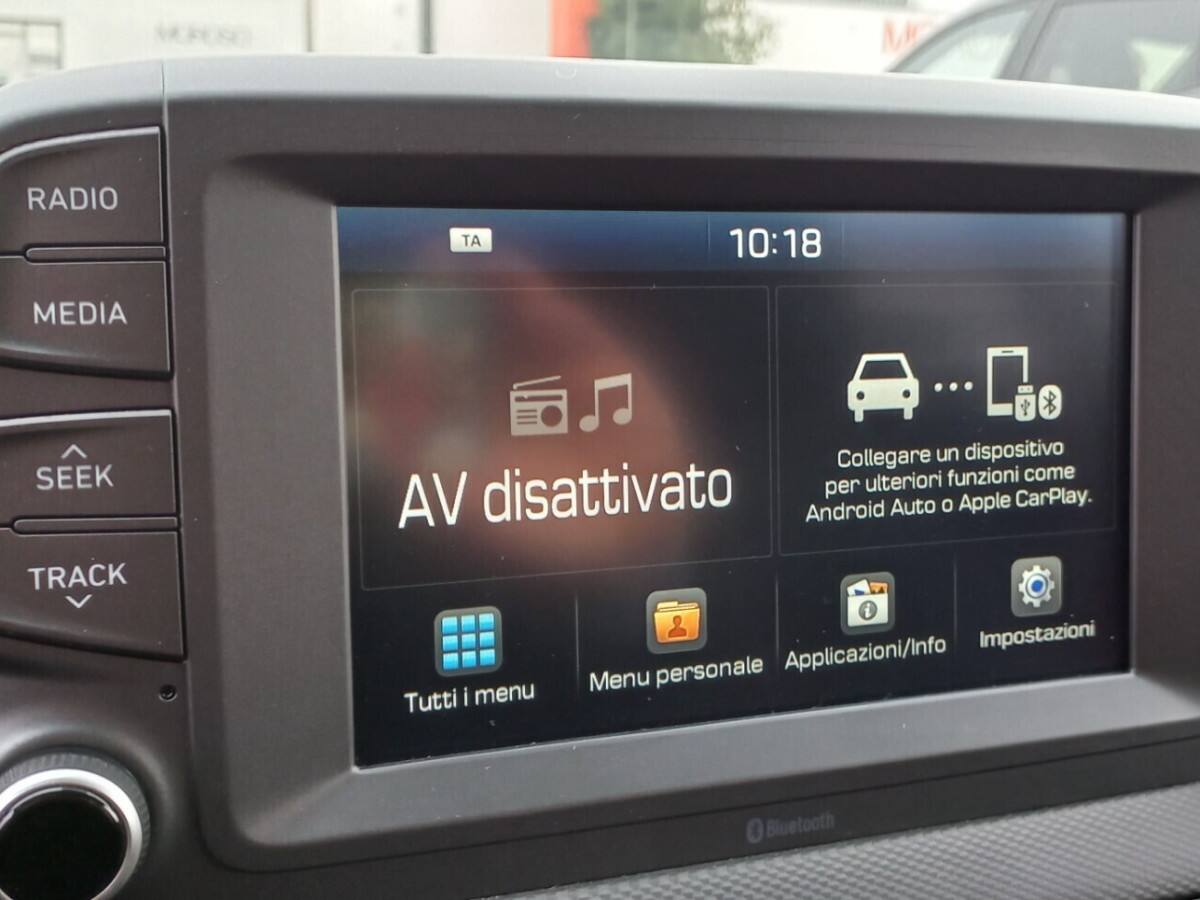 MOROSO
RADIO
MEDIA
SEEK
TRACK
TA
10:18
AV disattivato
Collegare un dispositivo
per ulteriori funzioni come
Android Auto o Apple CarPlay.
Tutti i menu
Menu personale
Applicazioni/Info
Impostazioni
Bluetooth